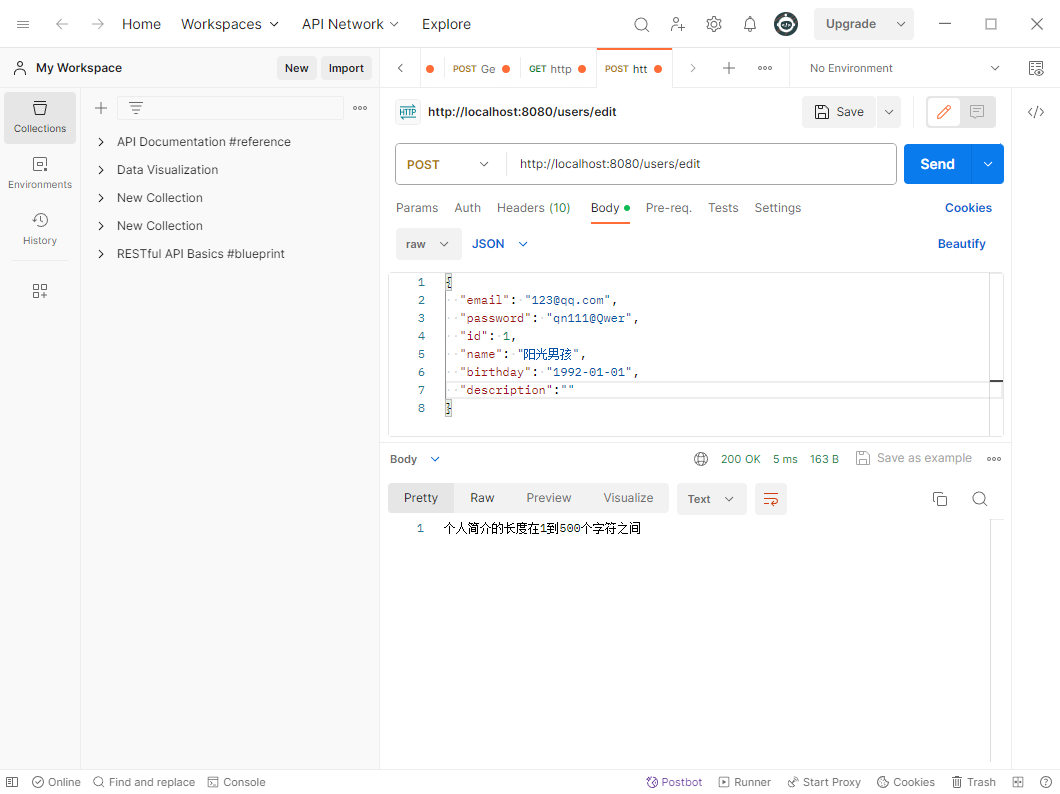 Home Workspaces API Network Explore Upgrade
My Workspace New Import POST Ge GET http POST htt No Environment
Collections
Environments
History
API Documentation #reference
Data Visualization
New Collection
New Collection
RESTful API Basics #blueprint
HTTP http://localhost:8080/users/edit Save
POST http://localhost:8080/users/edit Send
Params Auth Headers (10) Body Pre-req. Tests Settings Cookies
raw JSON Beautify
1 {
2 "email": "123@qq.com",
3 "password": "qn111@Qwer",
4 "id": 1,
5 "name": "阳光男孩",
6 "birthday": "1992-01-01",
7 "description":""
8 }
Body 200 OK 5 ms 163 B Save as example
Pretty Raw Preview Visualize Text
1 个人简介的长度在1到500个字符之间
Online Find and replace Console Postbot Runner Start Proxy Cookies Trash